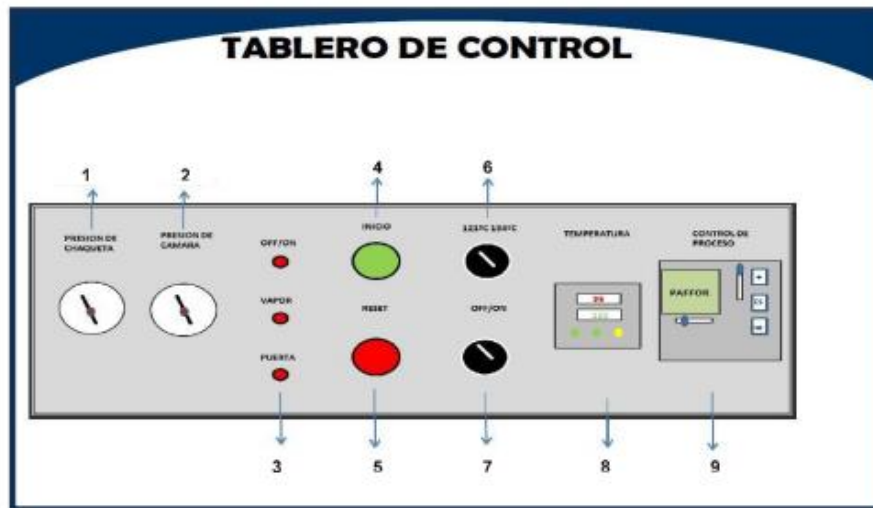 TABLERO DE CONTROL
1
2
4
6
PRESION DE
CHAQUETA
PRESION DE
CAMARA
OFF/ON
INICIO
TEMPERATURA
CONTROL DE
PROCESO
PAFFOR
VAPOR
RESET
OFF/ON
PUERTA
3
5
7
8
9